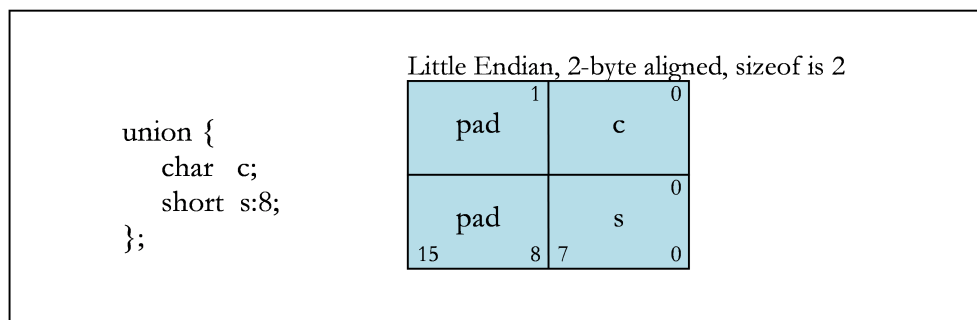 Little Endian, 2-byte aligned, sizeof is 2
union {
char c;
short s:8;
};
1 0
pad c
0
pad s
15 8 7 0